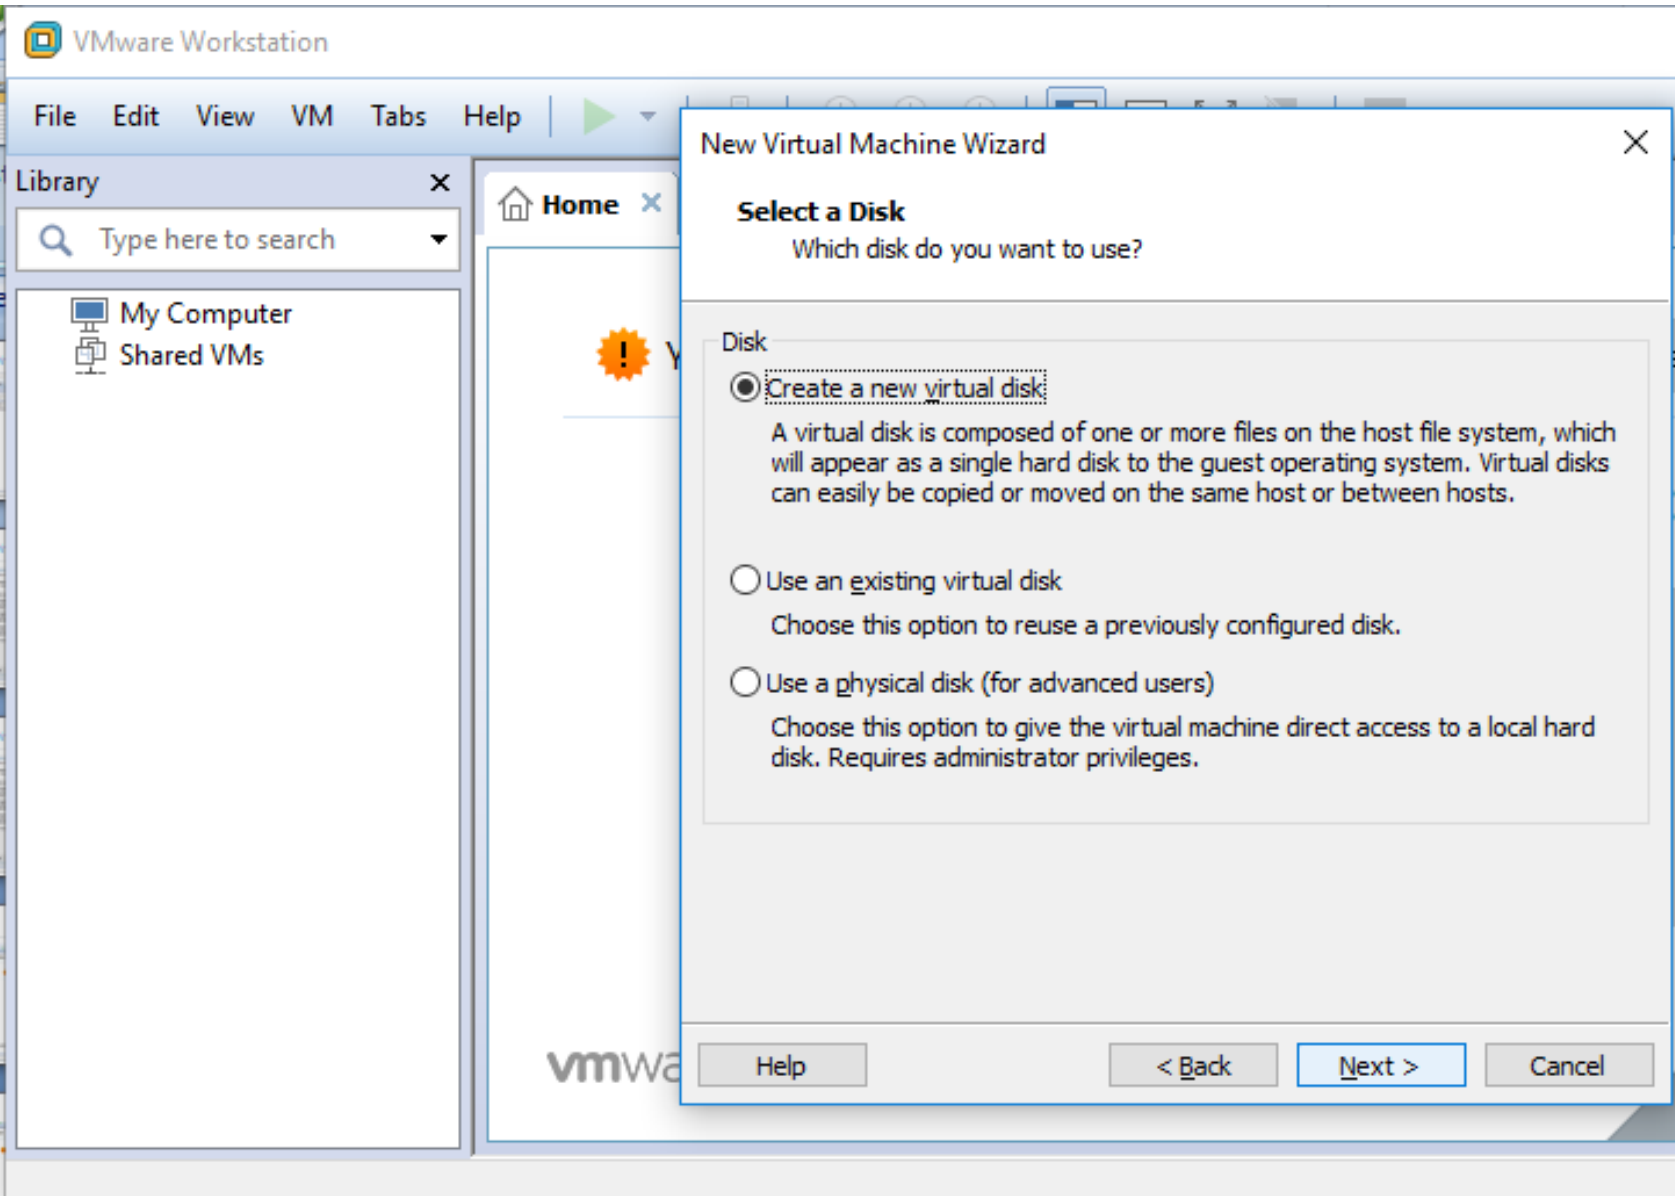 VMware Workstation
File Edit View VM Tabs Help
Library
Type here to search
My Computer
Shared VMs
Home
New Virtual Machine Wizard
Select a Disk
Which disk do you want to use?
Disk
Create a new virtual disk
A virtual disk is composed of one or more files on the host file system, which
will appear as a single hard disk to the guest operating system. Virtual disks
can easily be copied or moved on the same host or between hosts.
Use an existing virtual disk
Choose this option to reuse a previously configured disk.
Use a physical disk (for advanced users)
Choose this option to give the virtual machine direct access to a local hard
disk. Requires administrator privileges.
Help < Back Next > Cancel